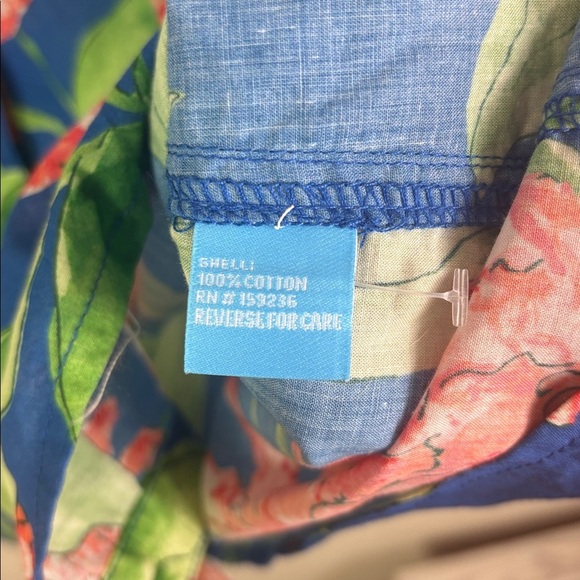 SHELL:
100% COTTON
RN # 159236
REVERSE FOR CARE